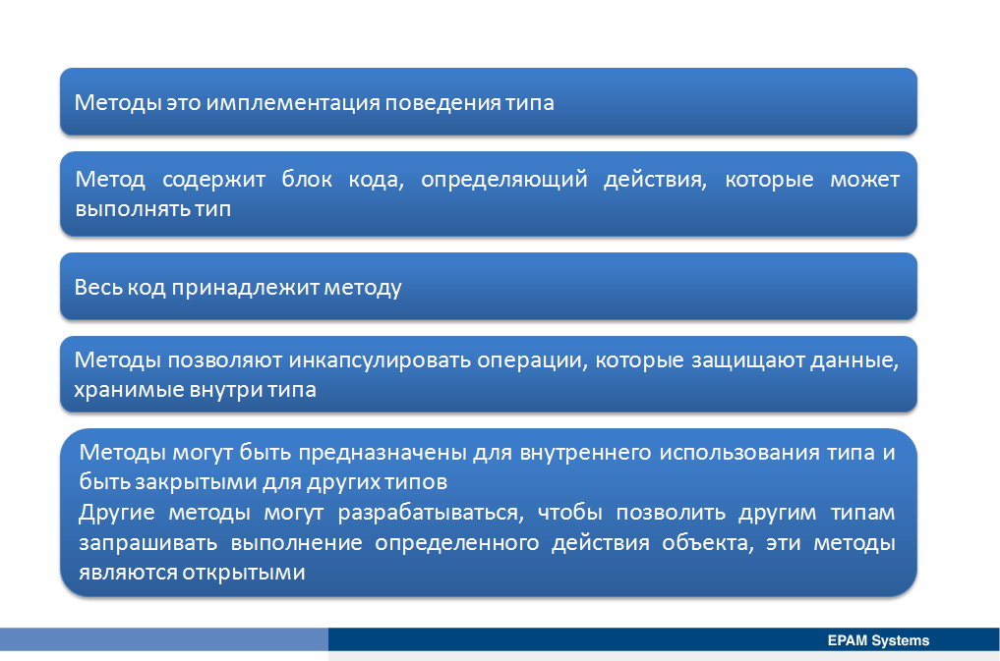 Методы это имплементация поведения типа
Метод содержит блок кода, определяющий действия, которые может
выполнять тип
Весь код принадлежит методу
Методы позволяют инкапсулировать операции, которые защищают данные,
хранимые внутри типа
Методы могут быть предназначены для внутреннего использования типа и
быть закрытыми для других типов
Другие методы могут разрабатываться, чтобы позволить другим типам
запрашивать выполнение определенного действия объекта, эти методы
являются открытыми
EPAM Systems